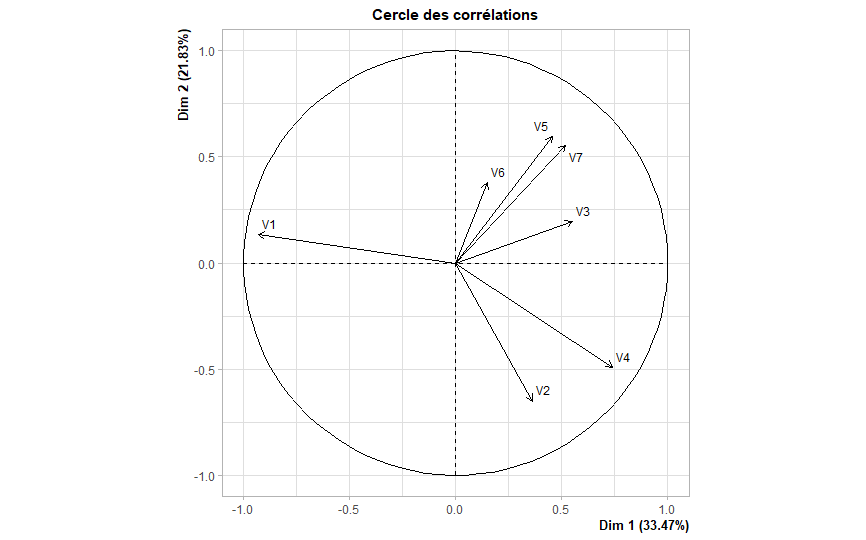 Cercle des corrélations
Dim 2 (21.83%)
1.0
0.5
0.0
-0.5
-1.0
V5
V7
V6
V3
V1
V4
V2
-1.0 -0.5 0.0 0.5 1.0
Dim 1 (33.47%)